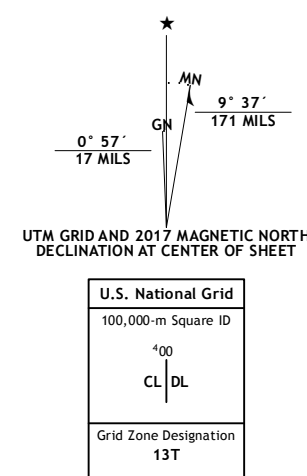 ★
MN
GN
9° 37´
171 MILS
0° 57´
17 MILS
UTM GRID AND 2017 MAGNETIC NORTH
DECLINATION AT CENTER OF SHEET
U.S. National Grid
100,000-m Square ID
⁴00
CL DL
Grid Zone Designation
13T